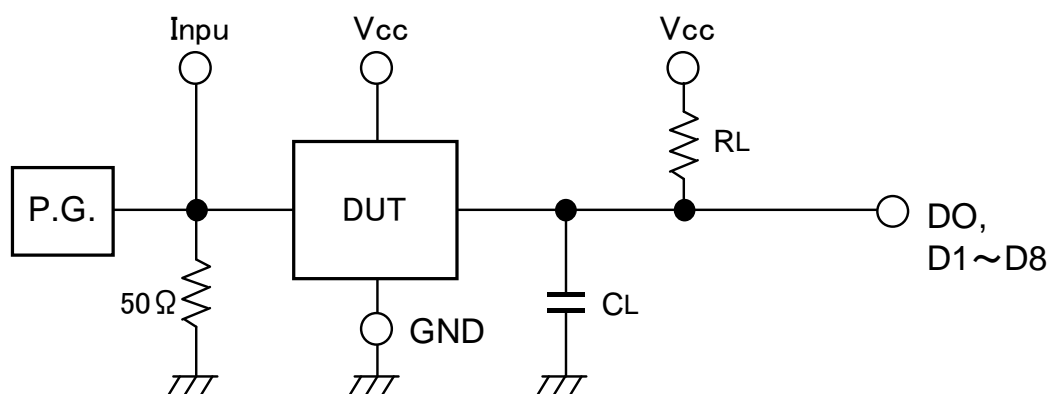 Inpu
Vcc
Vcc
RL
P.G.
DUT
DO,
D1～D8
50Ω
CL
GND